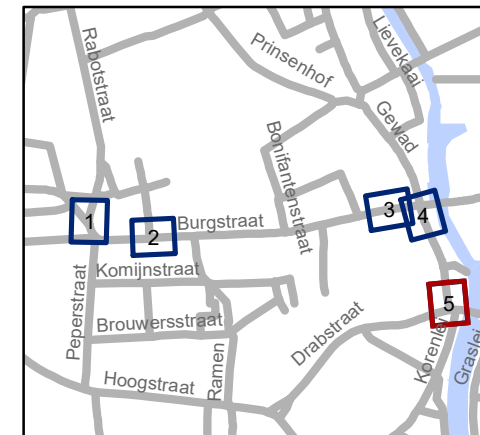 Rabotstraat
Prinsenhof
Lievekaai
Gewad
Bonifantenstraat
1
2
Burgstraat
3
4
Peperstraat
Komijnstraat
5
Brouwersstraat
Ramen
Drabstraat
Korenlei
Graslei
Hoogstraat